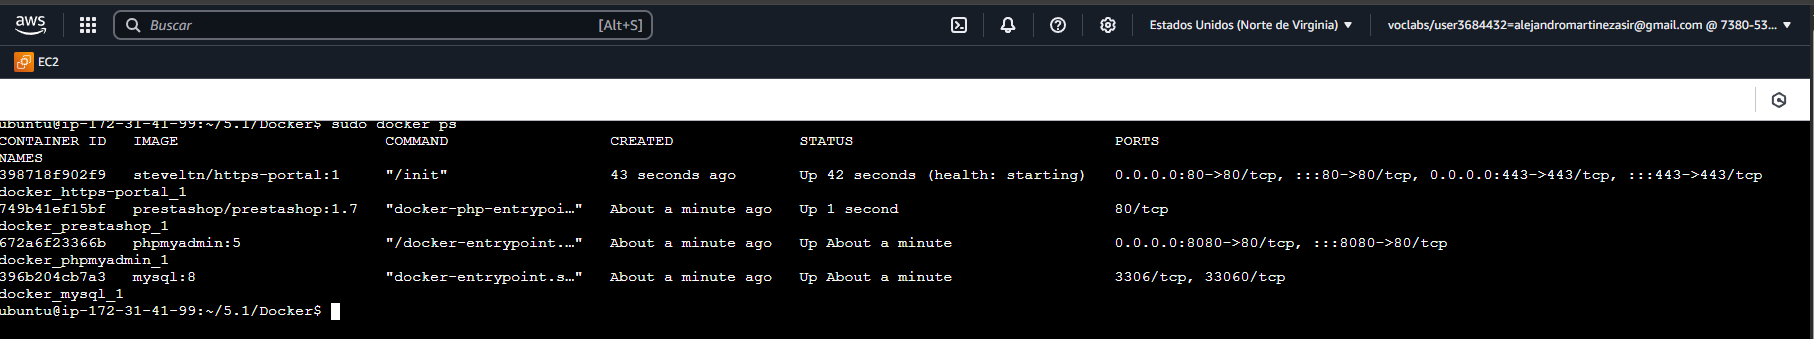 aws
Buscar [Alt+S] Estados Unidos (Norte de Virginia) voclabs/user3684432=alejandromartinezasir@gmail.com @ 7380-53...
EC2
ubuntu@ip-172-31-41-99:~/5.1/Docker$ sudo docker ps
CONTAINER ID IMAGE COMMAND CREATED STATUS PORTS
NAMES
398718f902f9 steveltn/https-portal:1 "/init" 43 seconds ago Up 42 seconds (health: starting) 0.0.0.0:80->80/tcp, :::80->80/tcp, 0.0.0.0:443->443/tcp, :::443->443/tcp
docker_https-portal_1
749b41ef15bf prestashop/prestashop:1.7 "docker-php-entrypoi…" About a minute ago Up 1 second 80/tcp
docker_prestashop_1
672a6f23366b phpmyadmin:5 "/docker-entrypoint.…" About a minute ago Up About a minute 0.0.0.0:8080->80/tcp, :::8080->80/tcp
docker_phpmyadmin_1
396b204cb7a3 mysql:8 "docker-entrypoint.s…" About a minute ago Up About a minute 3306/tcp, 33060/tcp
docker_mysql_1
ubuntu@ip-172-31-41-99:~/5.1/Docker$